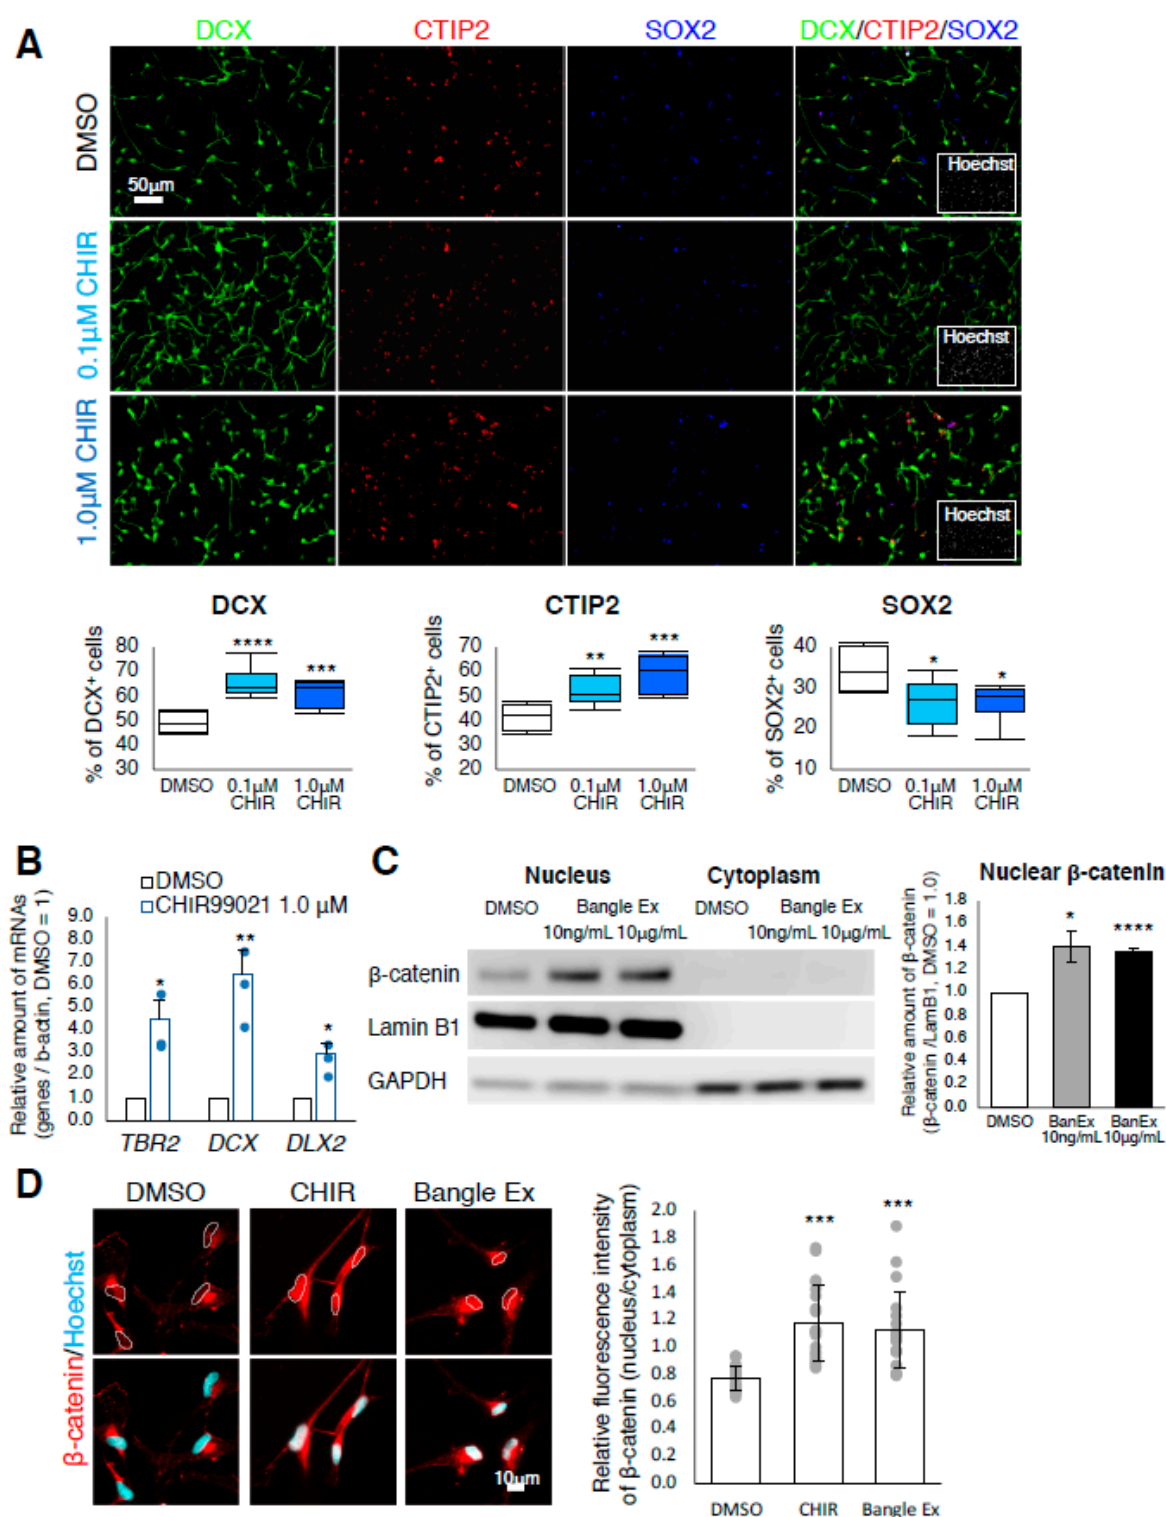 A
DCX
CTIP2
SOX2
DCX/CTIP2/SOX2
DMSO
50µm
Hoechst
0.1µM CHIR
Hoechst
1.0µM CHIR
Hoechst
DCX
% of DCX⁺ cells
80
70
60
50
40
30
****
***
DMSO
0.1µM
CHIR
1.0µM
CHIR
CTIP2
% of CTIP2⁺ cells
70
60
50
40
30
20
**
***
DMSO
0.1µM
CHIR
1.0µM
CHIR
SOX2
% of SOX2⁺ cells
40
30
20
10
*
*
DMSO
0.1µM
CHIR
1.0µM
CHIR
B
DMSO
CHIR99021 1.0 µM
Relative amount of mRNAs
(genes / b-actin, DMSO = 1)
9.0
8.0
7.0
6.0
5.0
4.0
3.0
1.0
0.0
*
**
*
TBR2
DCX
DLX2
C
Nucleus
Cytoplasm
DMSO
Bangle Ex
DMSO
Bangle Ex
10ng/mL 10µg/mL
10ng/mL 10µg/mL
β-catenin
Lamin B1
GAPDH
Nuclear β-catenin
Relative amount of β-catenin
(β-catenin /LamB1, DMSO = 1.0)
1.8
1.6
1.4
1.2
1.0
0.8
0.6
0.4
0.2
0.0
*
****
DMSO
BanEx
10ng/mL
BanEx
10µg/mL
D
DMSO
CHIR
Bangle Ex
β-catenin/Hoechst
10µm
Relative fluorescence intensity
of β-catenin (nucleus/cytoplasm)
2.0
1.8
1.6
1.4
1.2
1.0
0.8
0.6
0.4
0.2
0.0
***
***
DMSO
CHIR
Bangle Ex